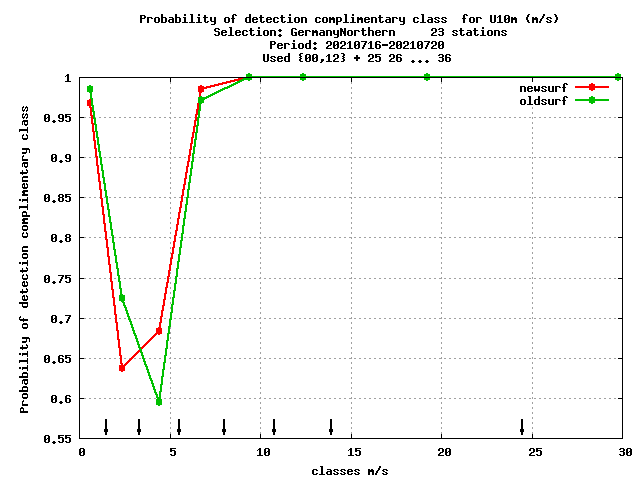 Probability of detection complimentary class  for U10m (m/s)
Selection: GermanyNorthern     23 stations
Period: 20210716-20210720
Used {00,12} + 25 26 ... 36
newsurf
oldsurf
Probability of detection complimentary class
1
0.95
0.9
0.85
0.8
0.75
0.7
0.65
0.6
0.55
0 5 10 15 20 25 30
classes m/s